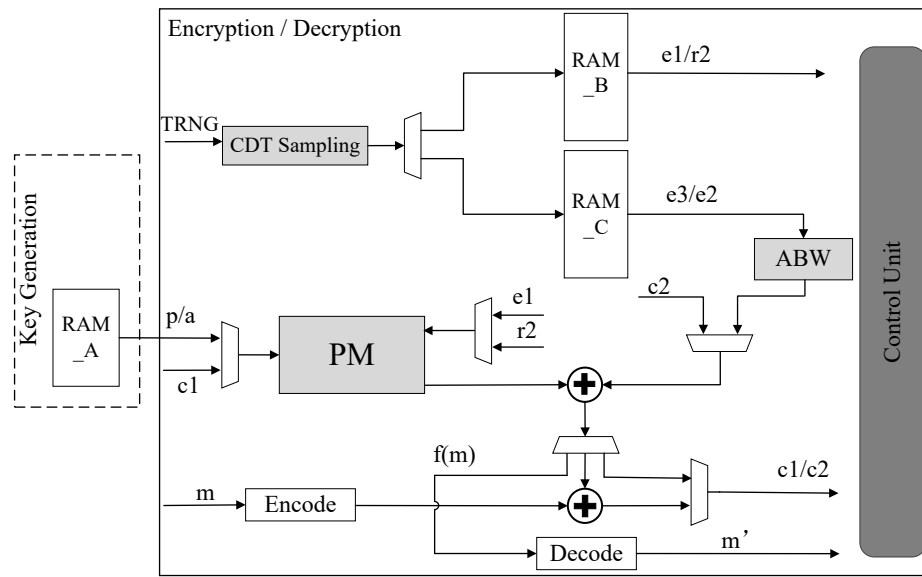 Encryption / Decryption
RAM
_B
e1/r2
TRNG
CDT Sampling
RAM
_C
e3/e2
ABW
Control Unit
Key Generation
RAM
_A
p/a
c1
PM
e1
r2
c2
f(m)
c1/c2
m
Encode
Decode
m’